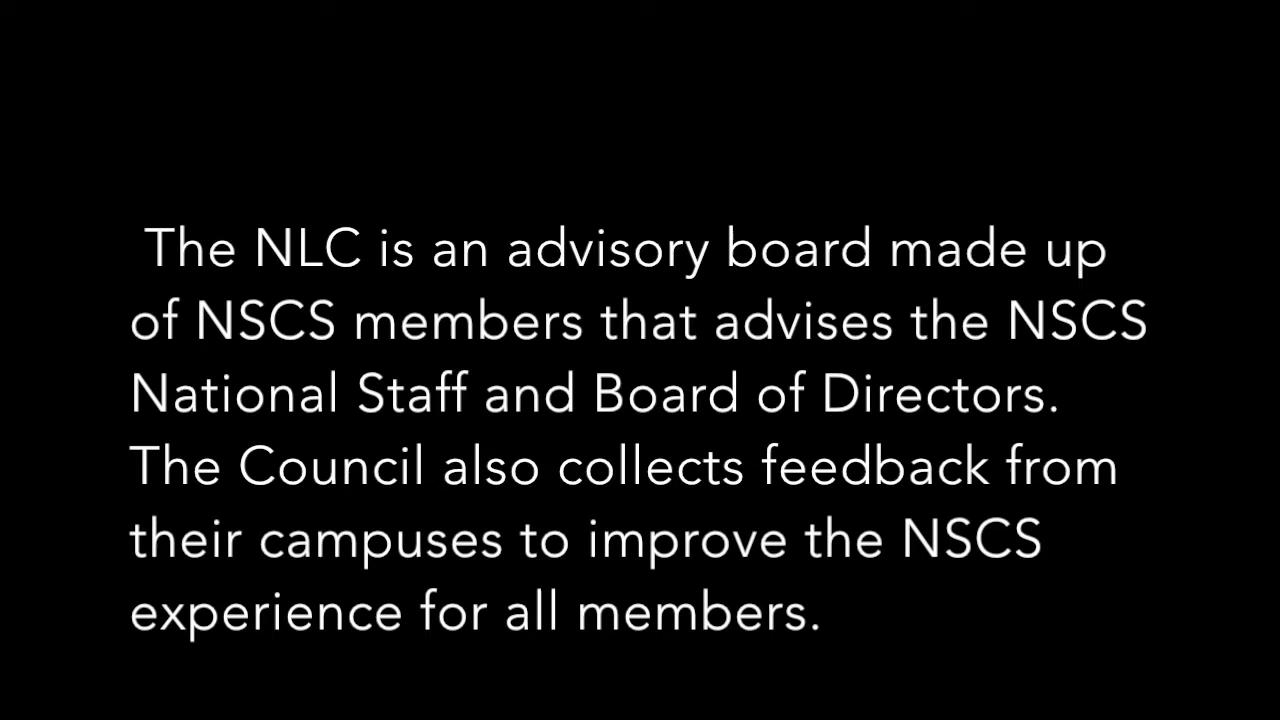 The NLC is an advisory board made up
of NSCS members that advises the NSCS
National Staff and Board of Directors.
The Council also collects feedback from
their campuses to improve the NSCS
experience for all members.